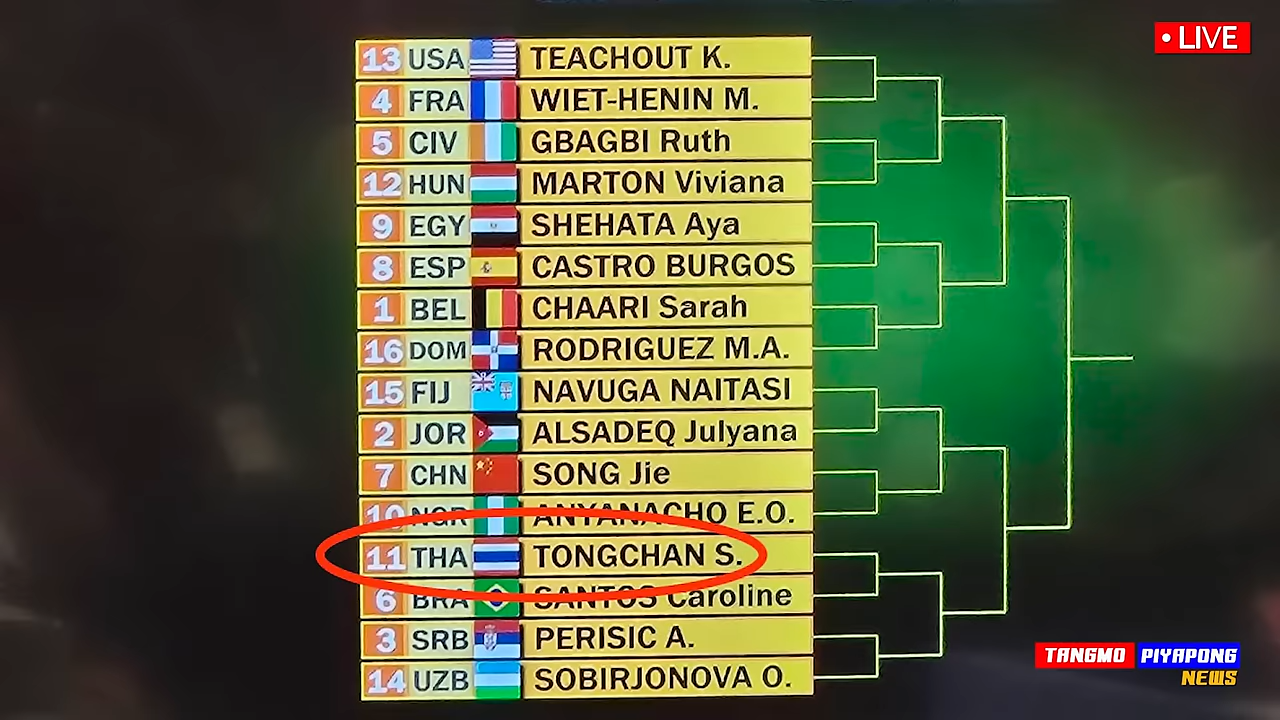 • LIVE
13 USA TEACHOUT K.
4 FRA WIET-HENIN M.
5 CIV GBAGBI Ruth
12 HUN MARTON Viviana
9 EGY SHEHATA Aya
8 ESP CASTRO BURGOS
1 BEL CHAARI Sarah
16 DOM RODRIGUEZ M.A.
15 FIJ NAVUGA NAITASI
2 JOR ALSADEQ Julyana
7 CHN SONG Jie
10 NGR ANYANACHO E.O.
11 THA TONGCHAN S.
6 BRA SANTOS Caroline
3 SRB PERISIC A.
14 UZB SOBIRJONOVA O.
TANGMO PIYAPONG
NEWS